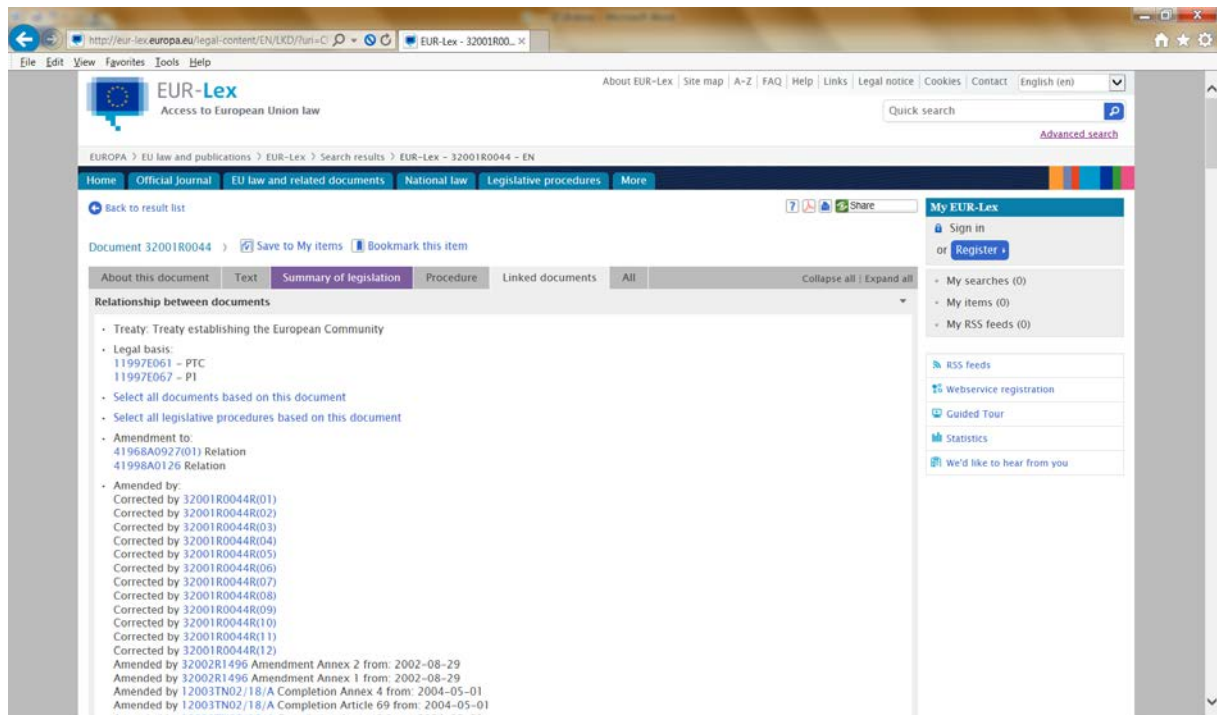 http://eur-lex.europa.eu/legal-content/EN/LKD/?uri=C
EUR-Lex - 32001R00...
File Edit View Favorites Tools Help
About EUR-Lex | Site map | A-Z | FAQ | Help | Links | Legal notice | Cookies | Contact English (en)
EUR-Lex
Access to European Union law
Quick search
Advanced search
EUROPA > EU law and publications > EUR-Lex > Search results > EUR-Lex - 32001R0044 - EN
Home Official Journal EU law and related documents National law Legislative procedures More
Back to result list
? Share
Document 32001R0044 > Save to My items Bookmark this item
About this document Text Summary of legislation Procedure Linked documents All Collapse all | Expand all
Relationship between documents
· Treaty: Treaty establishing the European Community
· Legal basis:
11997E061 - PTC
11997E067 - P1
· Select all documents based on this document
· Select all legislative procedures based on this document
· Amendment to:
41968A0927(01) Relation
41998A0126 Relation
· Amended by:
Corrected by 32001R0044R(01)
Corrected by 32001R0044R(02)
Corrected by 32001R0044R(03)
Corrected by 32001R0044R(04)
Corrected by 32001R0044R(05)
Corrected by 32001R0044R(06)
Corrected by 32001R0044R(07)
Corrected by 32001R0044R(08)
Corrected by 32001R0044R(09)
Corrected by 32001R0044R(10)
Corrected by 32001R0044R(11)
Corrected by 32001R0044R(12)
Amended by 32002R1496 Amendment Annex 2 from: 2002-08-29
Amended by 32002R1496 Amendment Annex 1 from: 2002-08-29
Amended by 12003TN02/18/A Completion Annex 4 from: 2004-05-01
Amended by 12003TN02/18/A Completion Article 69 from: 2004-05-01
My EUR-Lex
Sign in
or Register
My searches (0)
My items (0)
My RSS feeds (0)
RSS feeds
Webservice registration
Guided Tour
Statistics
We'd like to hear from you